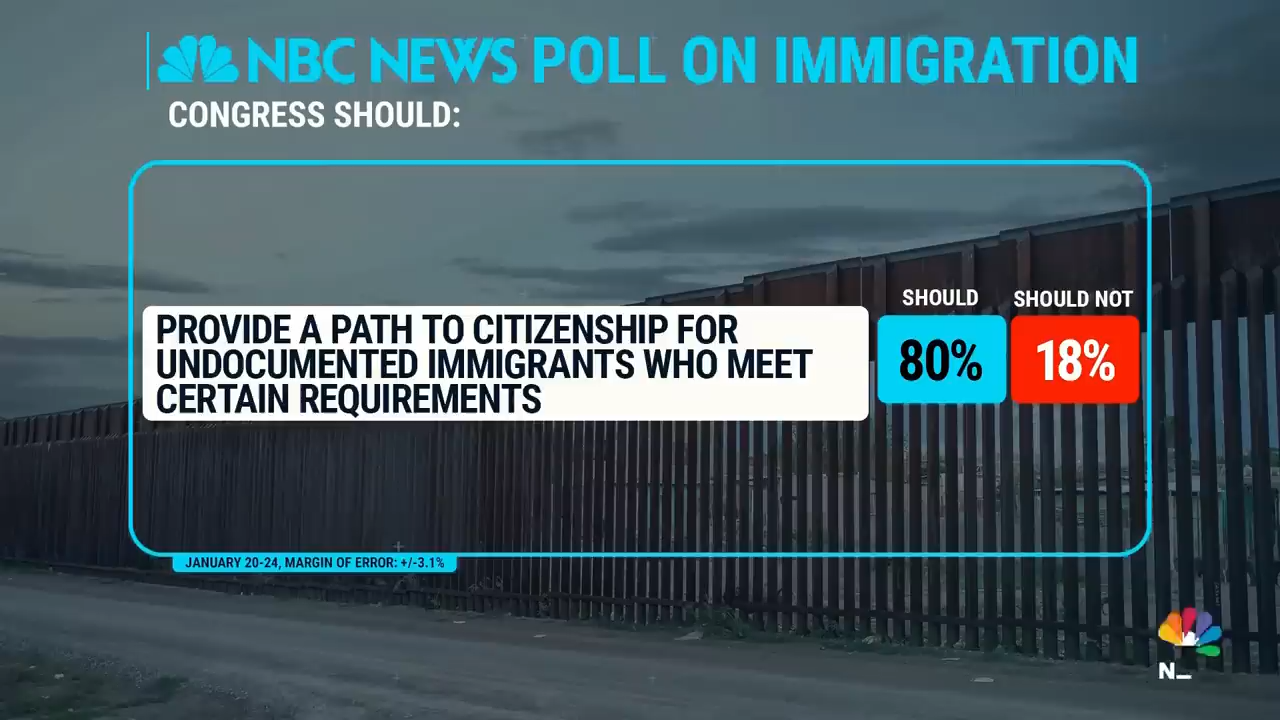 NBC NEWS POLL ON IMMIGRATION
CONGRESS SHOULD:
SHOULD SHOULD NOT
PROVIDE A PATH TO CITIZENSHIP FOR
UNDOCUMENTED IMMIGRANTS WHO MEET
CERTAIN REQUIREMENTS
80% 18%
JANUARY 20-24, MARGIN OF ERROR: +/-3.1%
N_